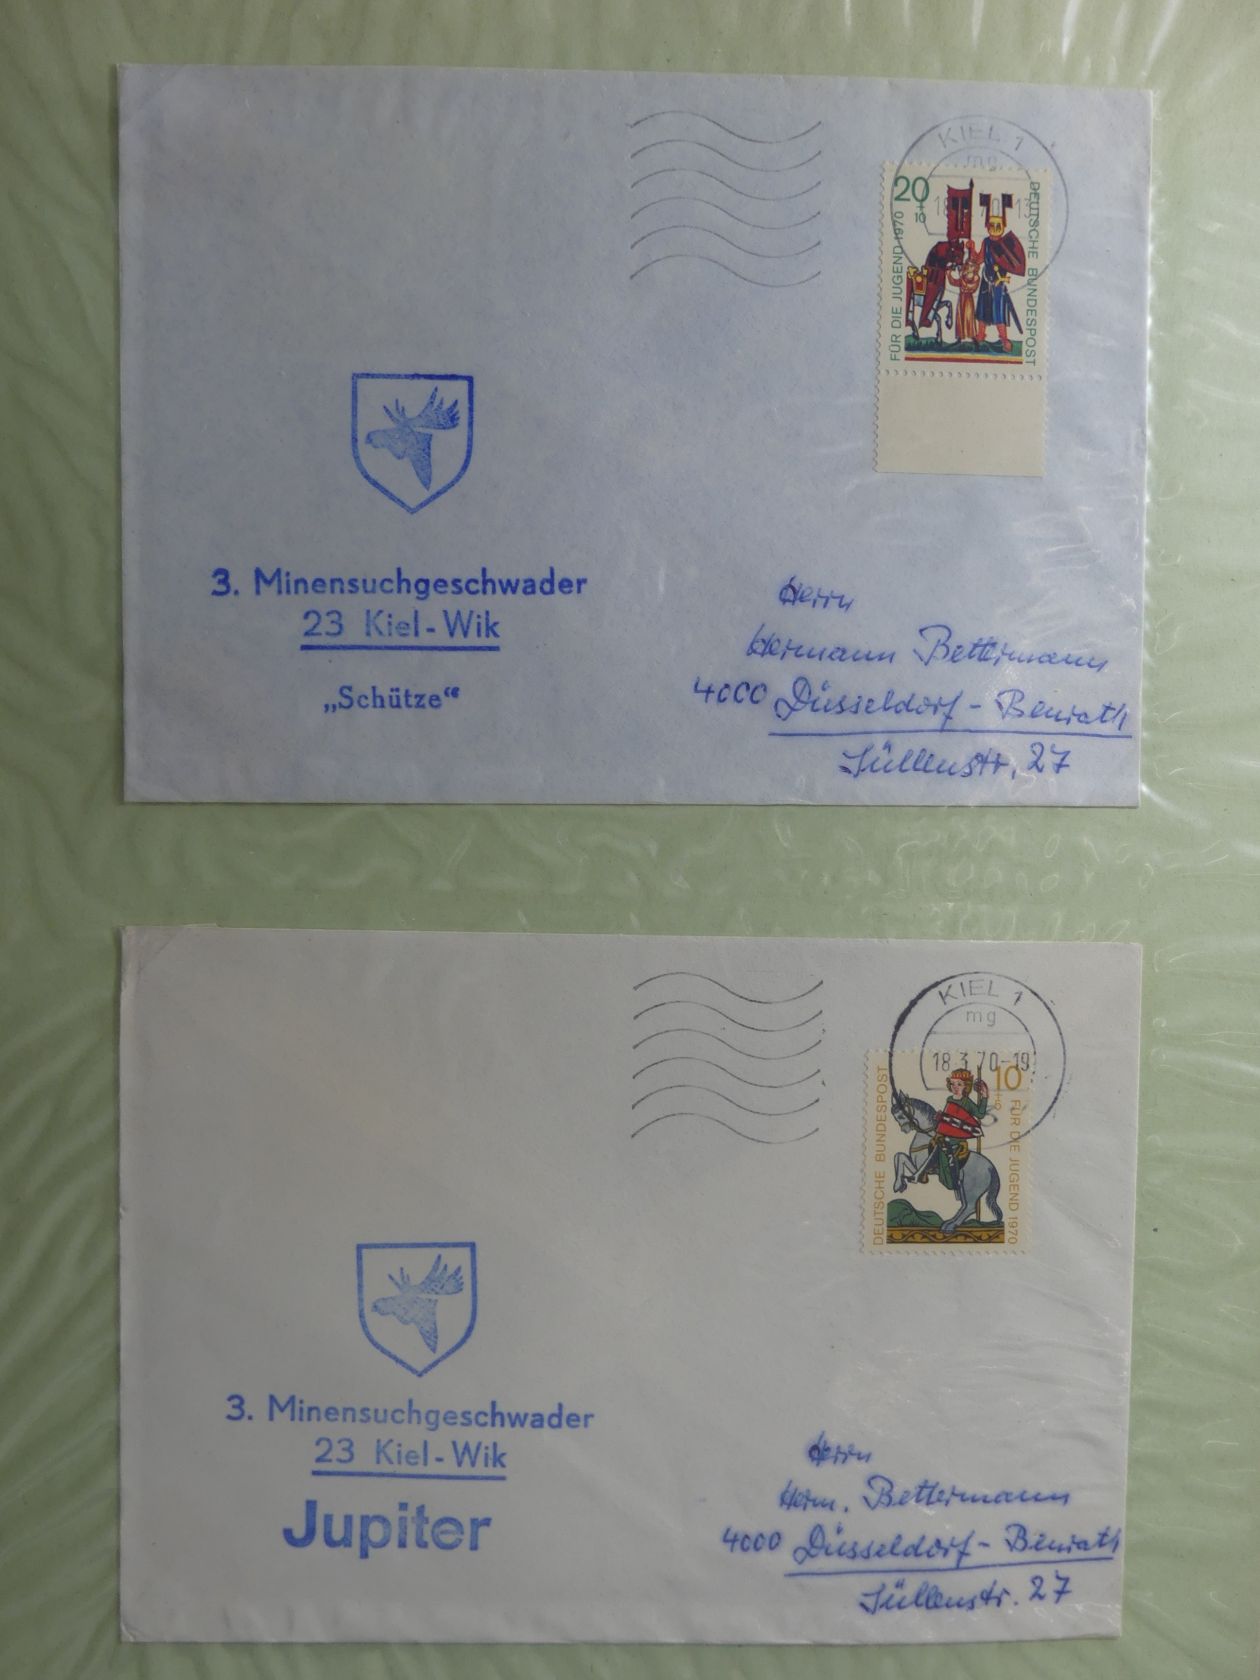 KIEL 1
mg
20
+
10
FÜR DIE JUGEND 1970
DEUTSCHE BUNDESPOST
3. Minensuchgeschwader
23 Kiel-Wik
„Schütze“
Herrn
Hermann Bettermann
4000 Düsseldorf-Benrath
Süllenstr. 27
KIEL 1
mg
18.3.70-19
10
+5
DEUTSCHE BUNDESPOST
FÜR DIE JUGEND 1970
3. Minensuchgeschwader
23 Kiel-Wik
Jupiter
Herrn
Herm. Bettermann
4000 Düsseldorf-Benrath
Süllenstr. 27